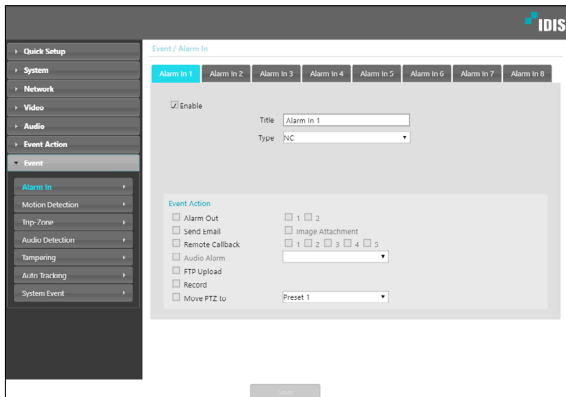 IDIS
Quick Setup
System
Network
Video
Audio
Event Action
Event
Alarm In
Motion Detection
Trip-Zone
Audio Detection
Tampering
Auto Tracking
System Event
Event / Alarm In
Alarm In 1 Alarm In 2 Alarm In 3 Alarm In 4 Alarm In 5 Alarm In 6 Alarm In 7 Alarm In 8
Enable
Title Alarm In 1
Type NC
Event Action
Alarm Out 1 2
Send Email Image Attachment
Remote Callback 1 2 3 4 5
Audio Alarm
FTP Upload
Record
Move PTZ to Preset 1
Save